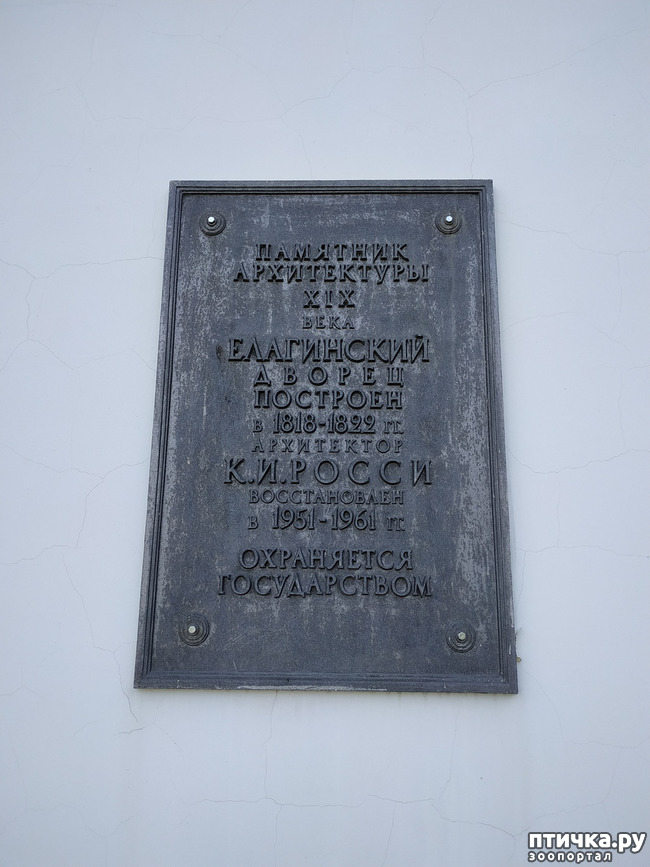 ПАМЯТНИК
АРХИТЕКТУРЫ
XIX
ВЕКА
ЕЛАГИНСКИЙ
ДВОРЕЦ
ПОСТРОЕН
В 1818-1822 ГГ.
АРХИТЕКТОР
К.И.РОССИ
ВОССТАНОВЛЕН
В 1951-1961 ГГ.
ОХРАНЯЕТСЯ
ГОСУДАРСТВОМ
птичка.ру
зоопортал